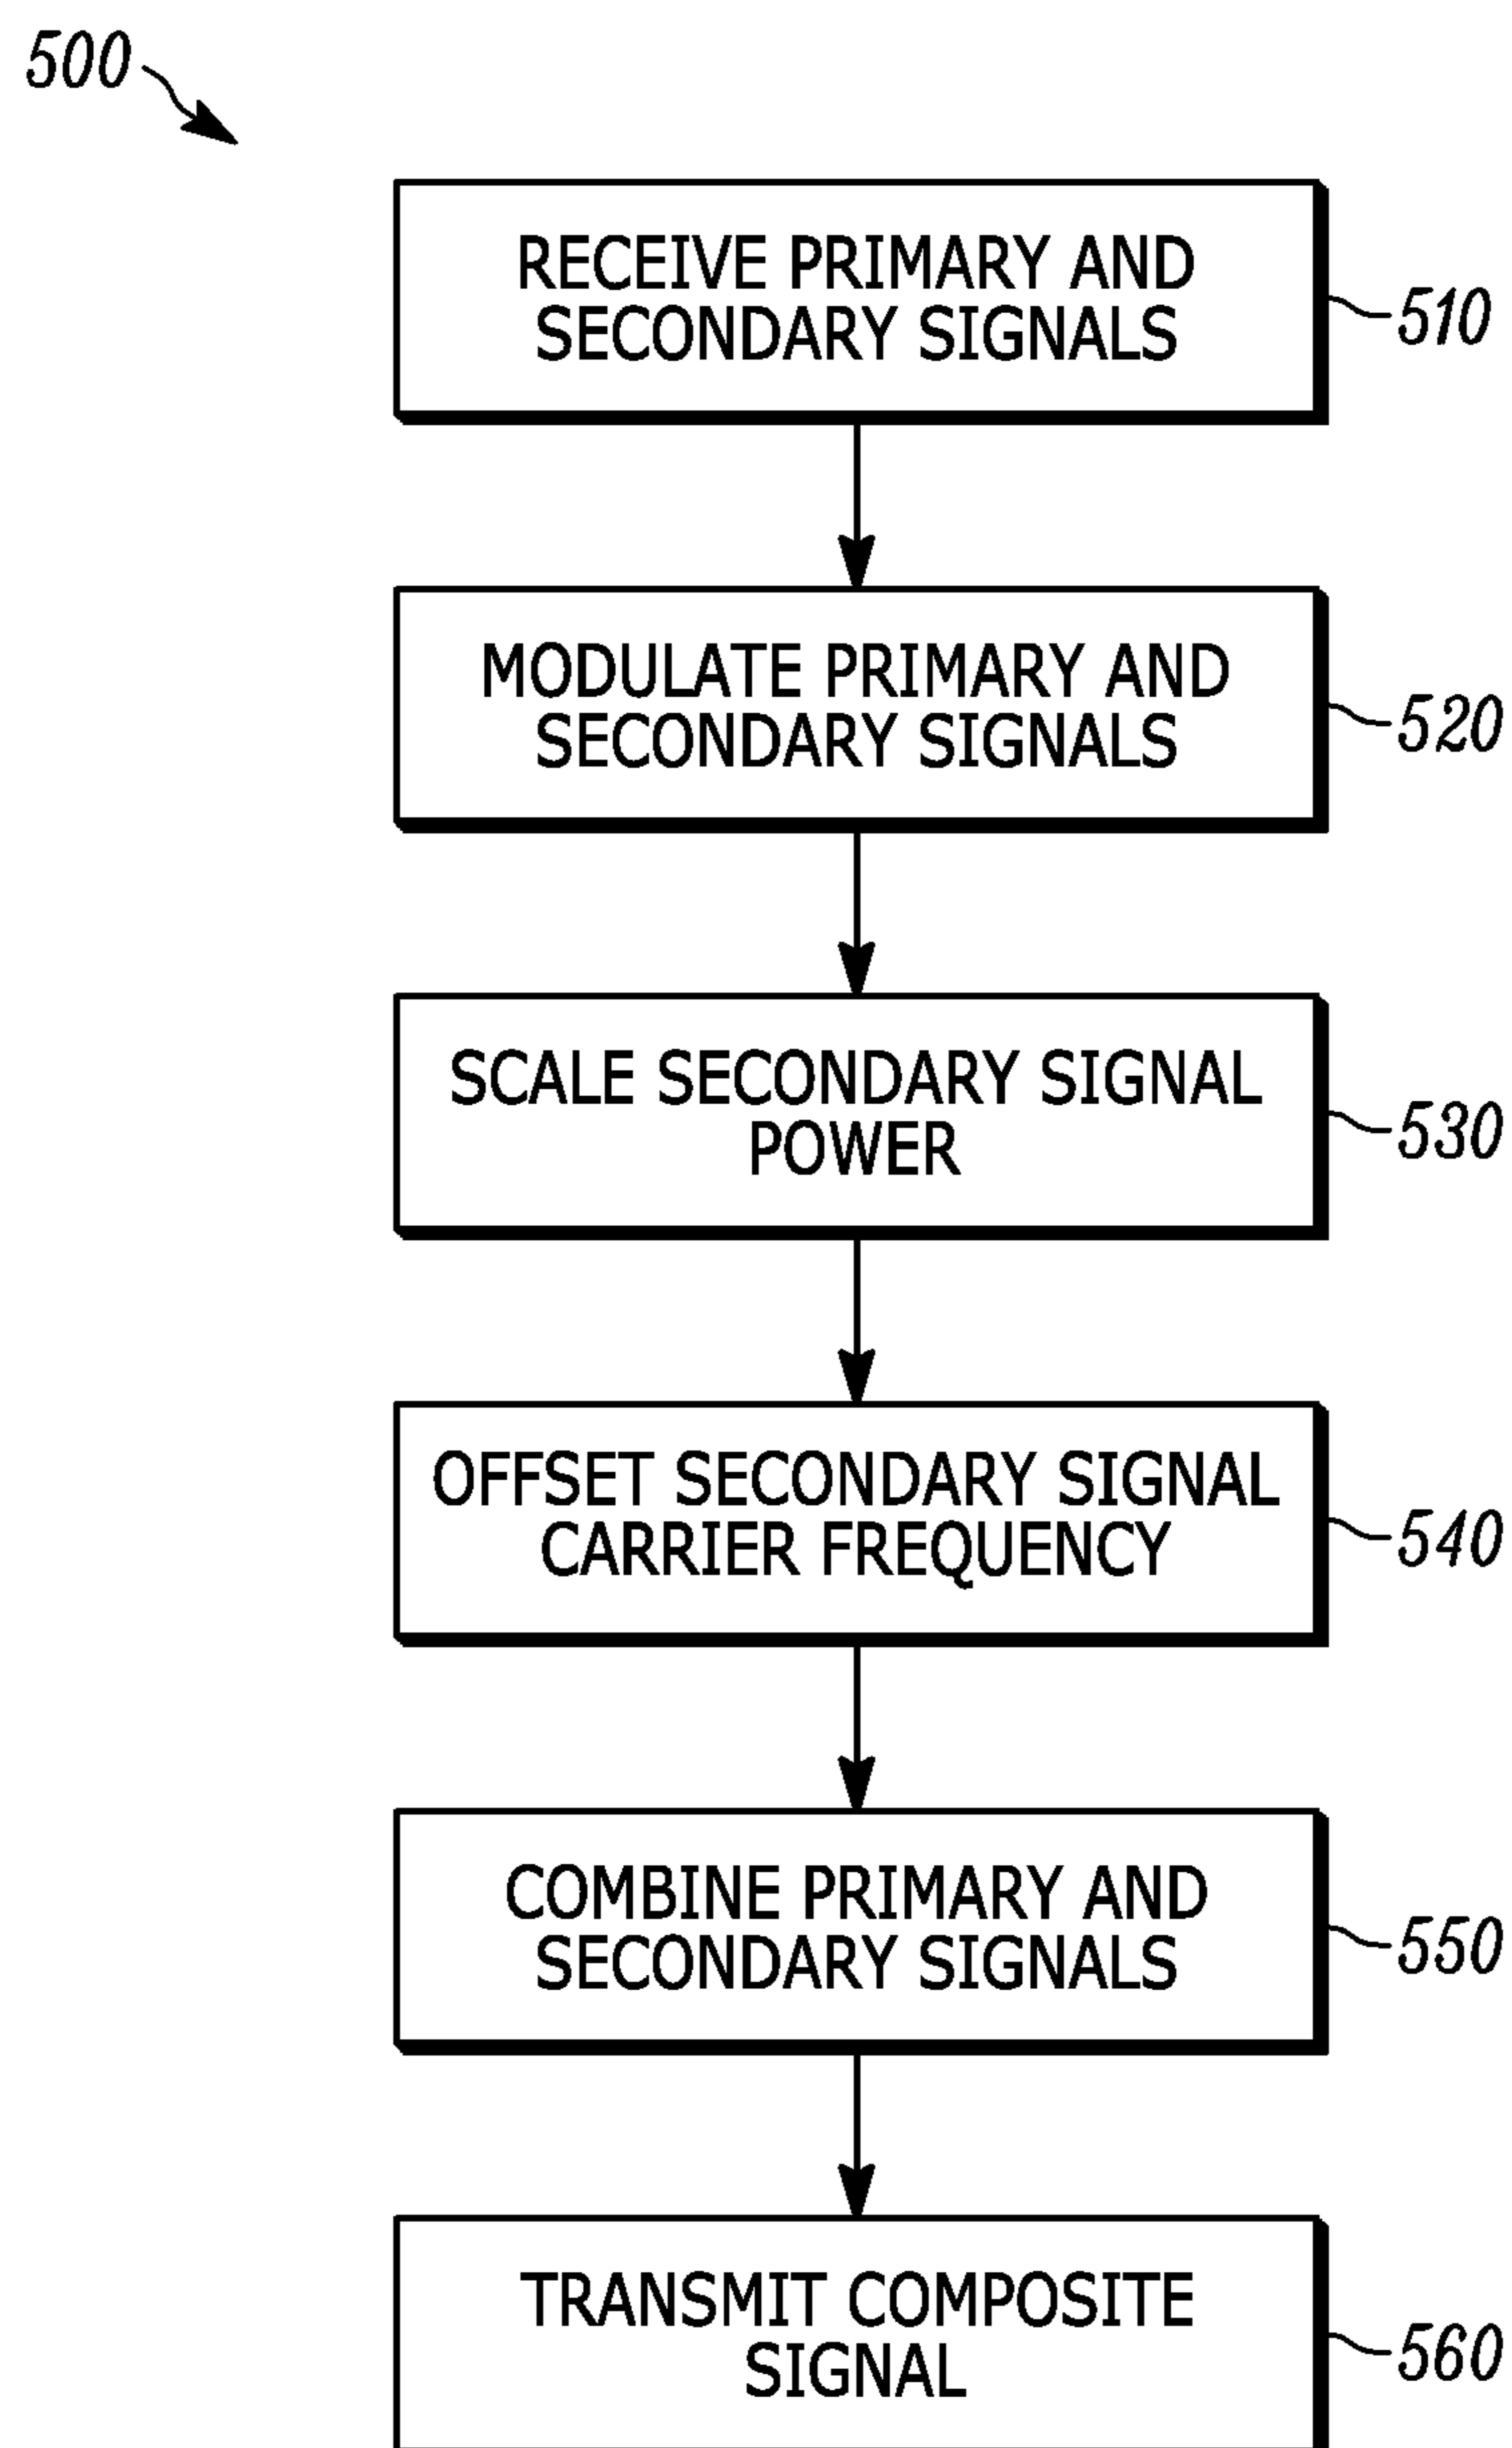 500
RECEIVE PRIMARY AND
SECONDARY SIGNALS
510
MODULATE PRIMARY AND
SECONDARY SIGNALS
520
SCALE SECONDARY SIGNAL
POWER
530
OFFSET SECONDARY SIGNAL
CARRIER FREQUENCY
540
COMBINE PRIMARY AND
SECONDARY SIGNALS
550
TRANSMIT COMPOSITE
SIGNAL
560